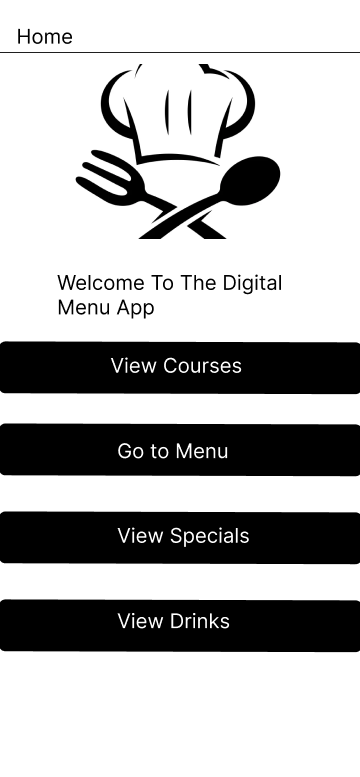 Home
Welcome To The Digital
Menu App
View Courses
Go to Menu
View Specials
View Drinks